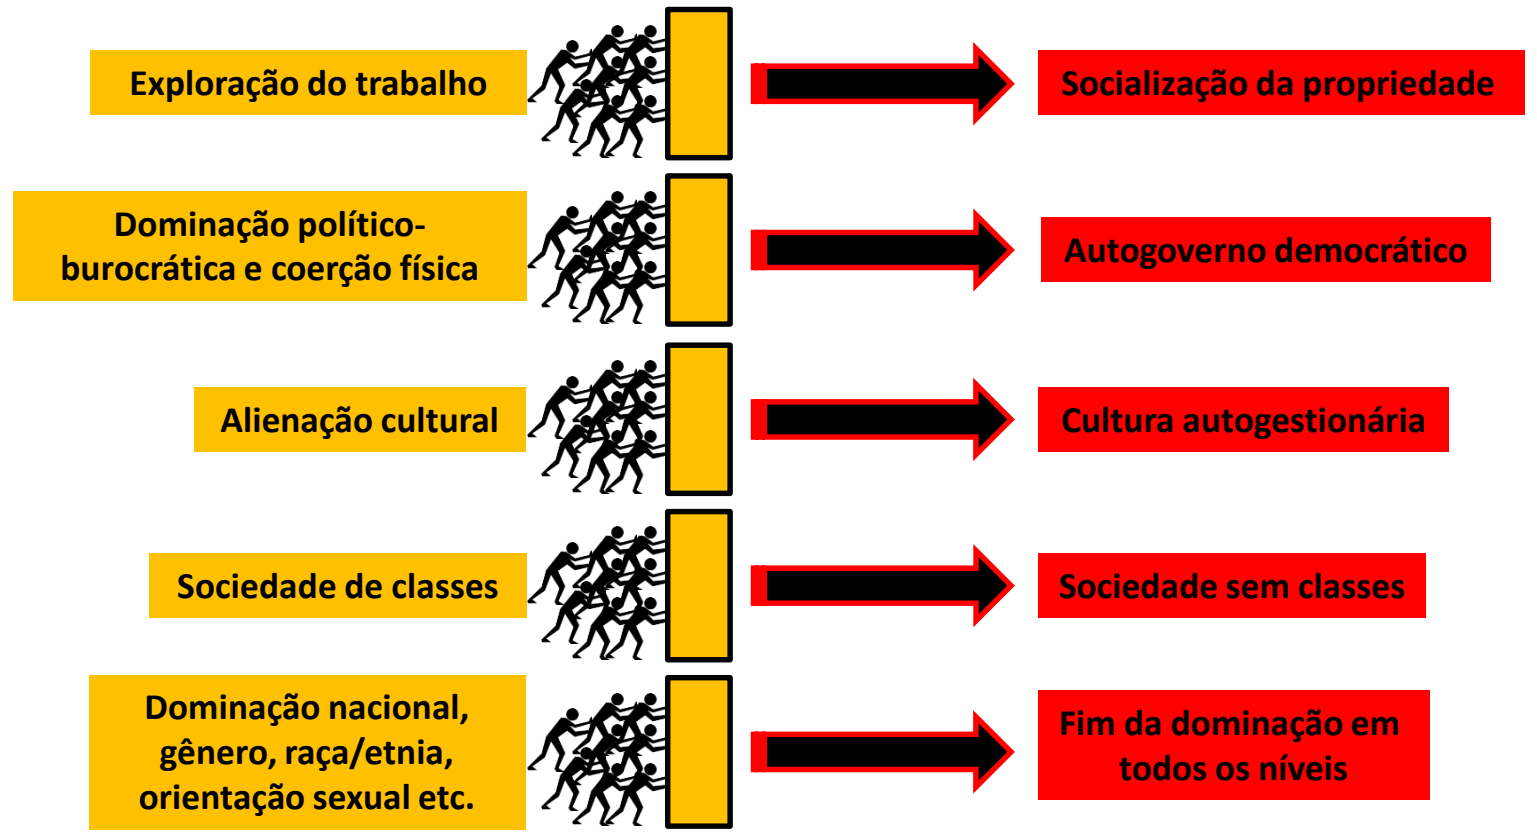 Exploração do trabalho
Socialização da propriedade
Dominação político-
burocrática e coerção física
Autogoverno democrático
Alienação cultural
Cultura autogestionária
Sociedade de classes
Sociedade sem classes
Dominação nacional,
gênero, raça/etnia,
orientação sexual etc.
Fim da dominação em
todos os níveis